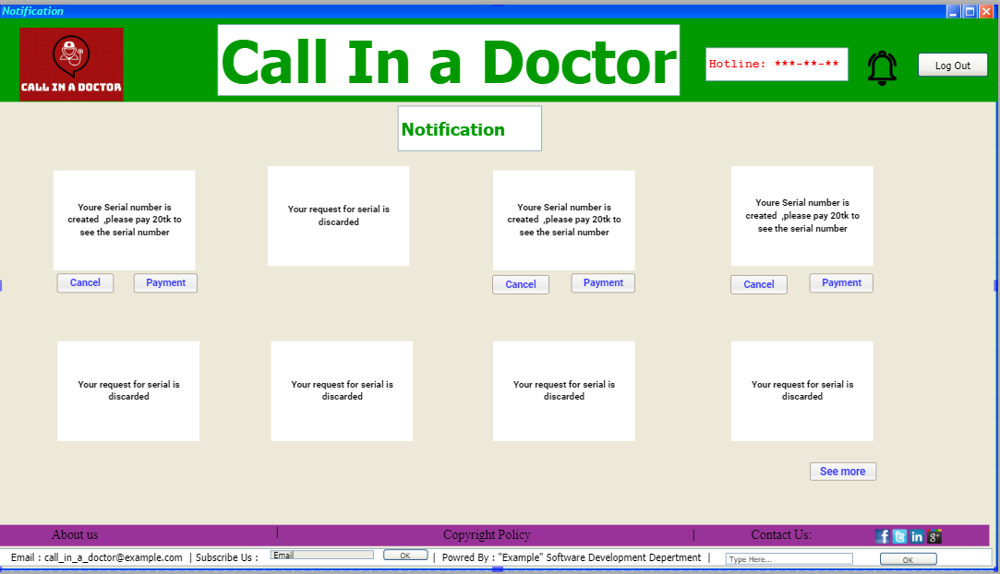 Notification
CALL IN A DOCTOR
Call In a Doctor
Hotline: ***-**-**
Log Out
Notification
Youre Serial number is
created ,please pay 20tk to
see the serial number
Cancel Payment
Your request for serial is
discarded
Youre Serial number is
created ,please pay 20tk to
see the serial number
Cancel Payment
Youre Serial number is
created ,please pay 20tk to
see the serial number
Cancel Payment
Your request for serial is
discarded
Your request for serial is
discarded
Your request for serial is
discarded
Your request for serial is
discarded
See more
About us | Copyright Policy | Contact Us: f t in g+
Email : call_in_a_doctor@example.com | Subscribe Us : Email OK | Powred By : "Example" Software Development Depertment | Type Here... OK